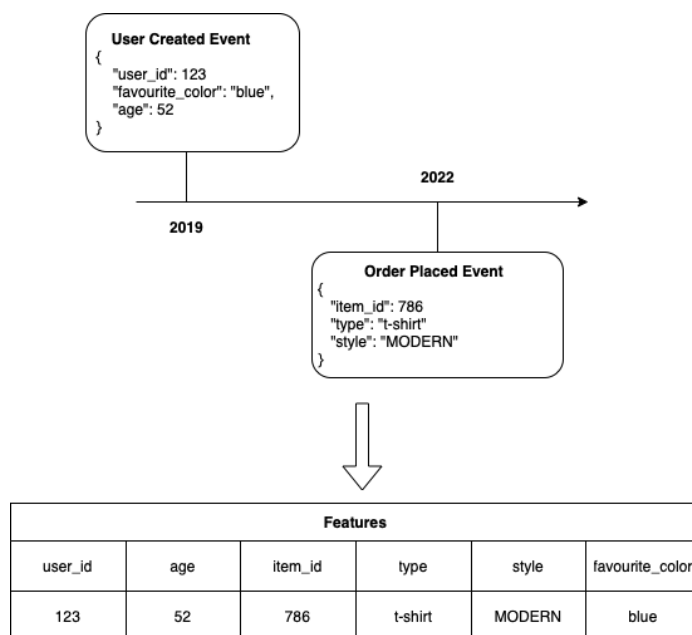 User Created Event
{
"user_id": 123
"favourite_color": "blue",
"age": 52
}
2022
2019
Order Placed Event
{
"item_id": 786
"type": "t-shirt"
"style": "MODERN"
}
Features
user_id age item_id type style favourite_color
123 52 786 t-shirt MODERN blue